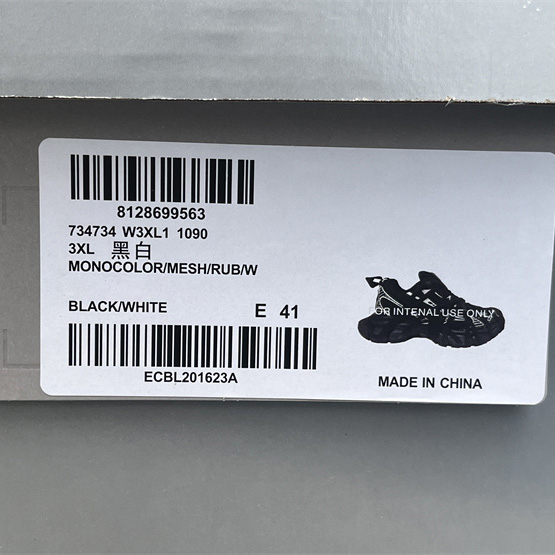 8128699563
734734 W3XL1 1090
3XL 黑白
MONOCOLOR/MESH/RUB/W
BLACK/WHITE E 41
FOR INTENAL USE ONLY
ECBL201623A
MADE IN CHINA